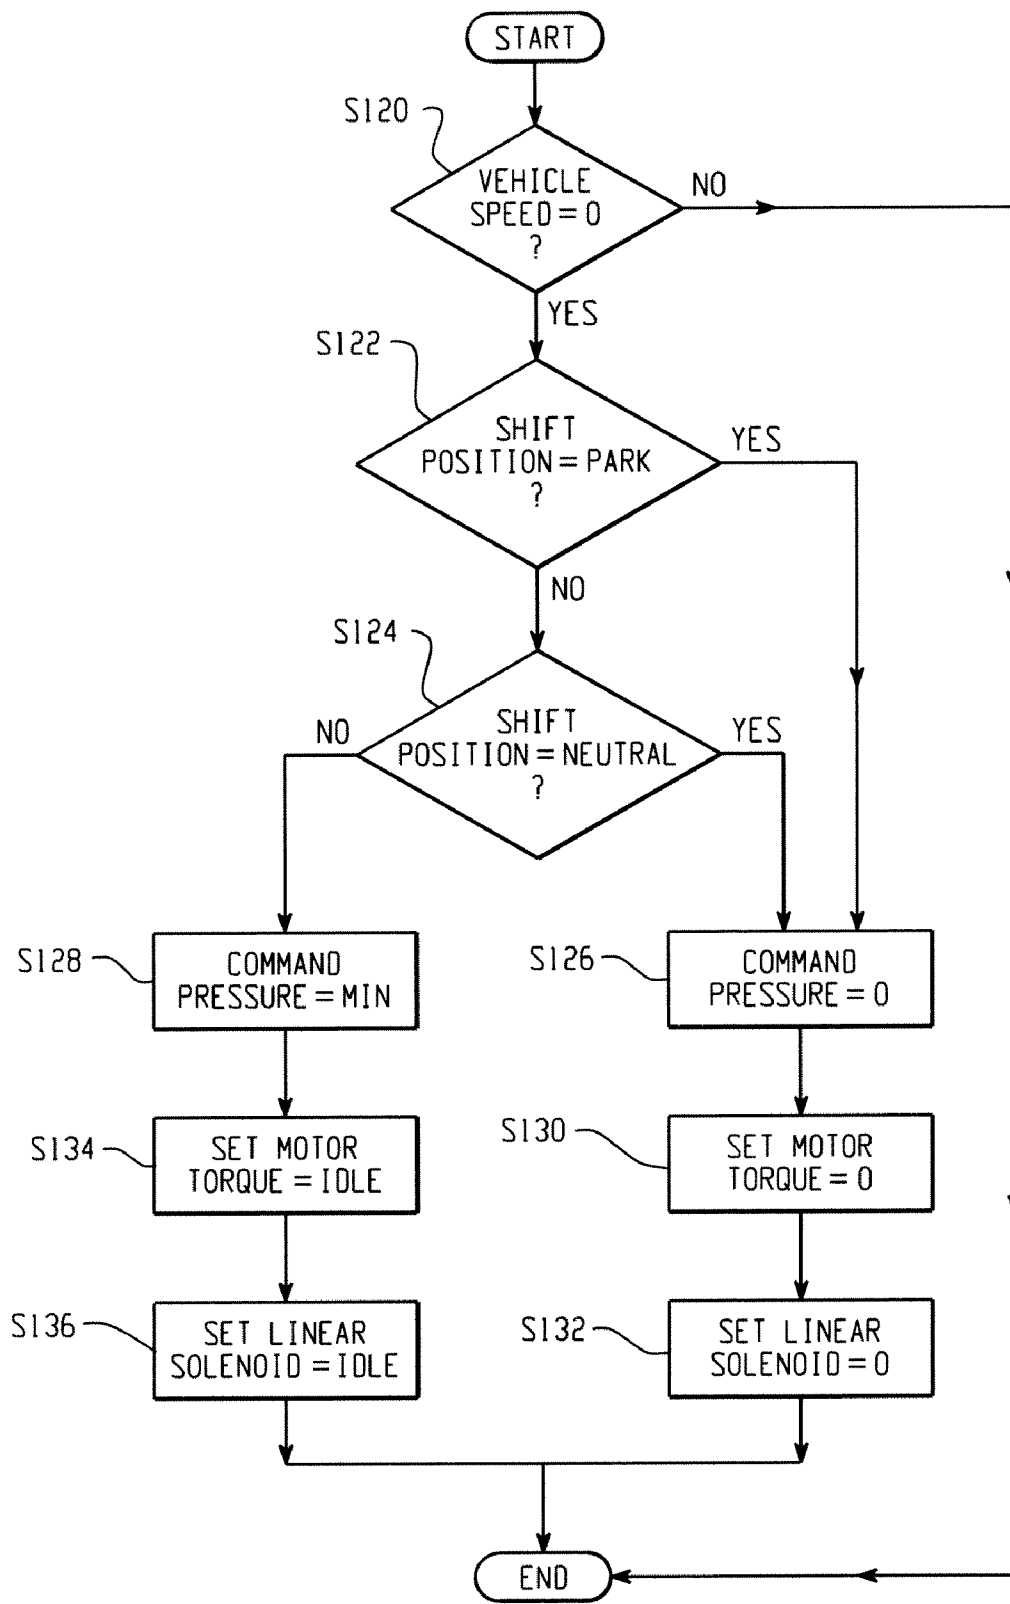 START
S120
VEHICLE
SPEED = 0
?
NO
YES
S122
SHIFT
POSITION = PARK
?
YES
NO
S124
SHIFT
POSITION = NEUTRAL
?
NO
YES
S128
COMMAND
PRESSURE = MIN
S126
COMMAND
PRESSURE = 0
S134
SET MOTOR
TORQUE = IDLE
S130
SET MOTOR
TORQUE = 0
S136
SET LINEAR
SOLENOID = IDLE
S132
SET LINEAR
SOLENOID = 0
END